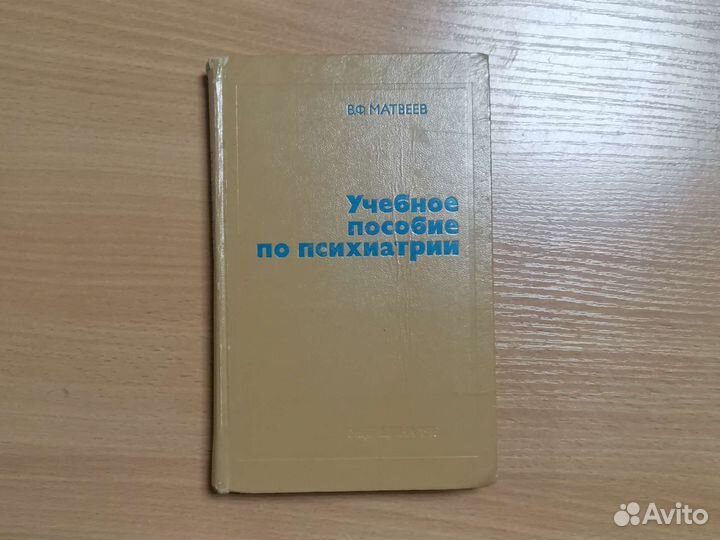 В.Ф. МАТВЕЕВ
Учебное
пособие
по психиатрии
Avito